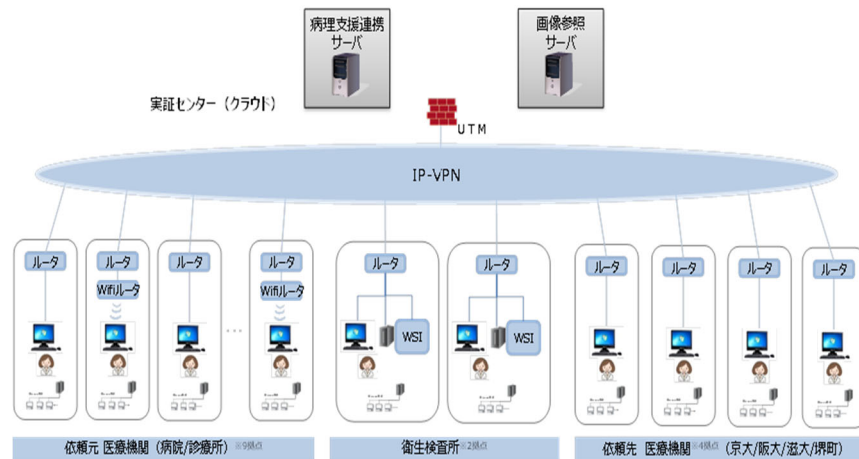 病理支援連携
サーバ
画像参照
サーバ
実証センター（クラウド）
UTM
IP-VPN
ルータ
ルータ
ルータ
ルータ
ルータ
ルータ
ルータ
ルータ
ルータ
ルータ
Wifiルータ
Wifiルータ
…
WSI
WSI
依頼元 医療機関（病院/診療所）※9拠点
衛生検査所※2拠点
依頼先 医療機関※4拠点（京大/阪大/滋大/堺町）